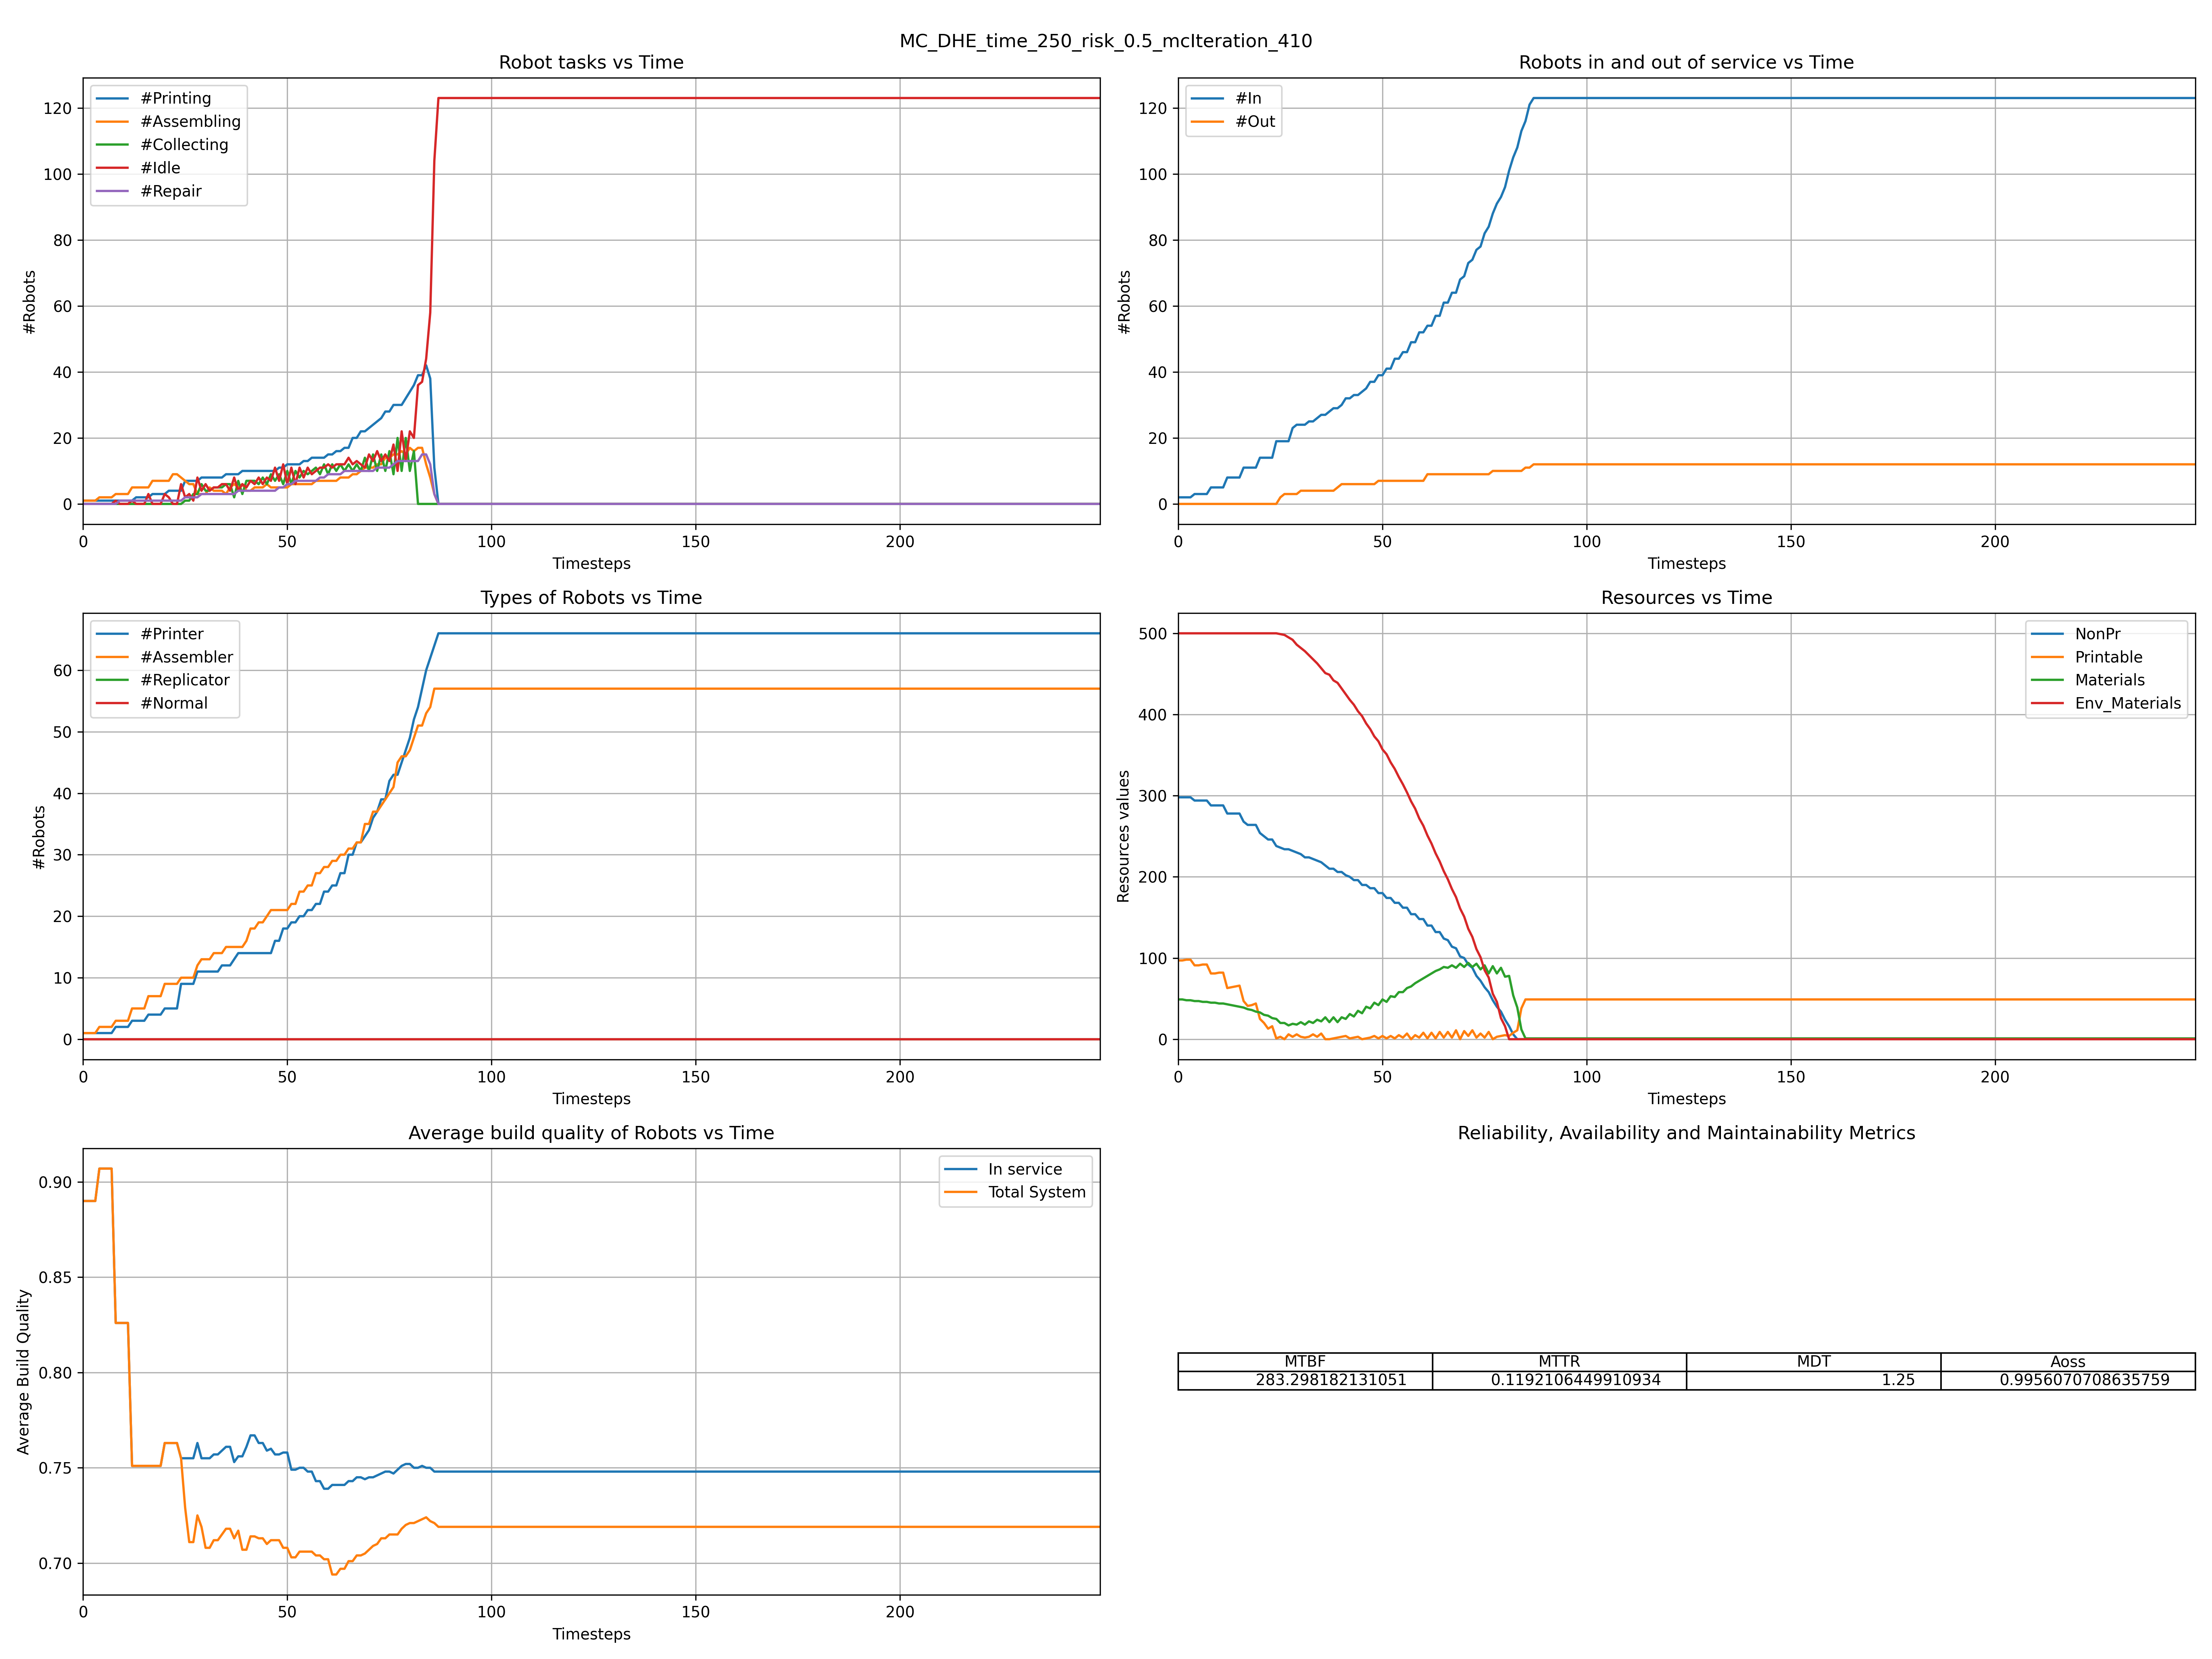 MC_DHE_time_250_risk_0.5_mcIteration_410
Robot tasks vs Time
#Printing
#Assembling
#Collecting
#Idle
#Repair
120
100
80
60
40
20
0
#Robots
0 50 100 150 200
Timesteps
Robots in and out of service vs Time
#In
#Out
120
100
80
60
40
20
0
#Robots
0 50 100 150 200
Timesteps
Types of Robots vs Time
#Printer
#Assembler
#Replicator
#Normal
60
50
40
30
20
10
0
#Robots
0 50 100 150 200
Timesteps
Resources vs Time
NonPr
Printable
Materials
Env_Materials
500
400
300
200
100
0
Resources values
0 50 100 150 200
Timesteps
Average build quality of Robots vs Time
In service
Total System
0.90
0.85
0.80
0.75
0.70
Average Build Quality
0 50 100 150 200
Timesteps
Reliability, Availability and Maintainability Metrics
MTBF MTTR MDT Aoss
283.298182131051 0.1192106449910934 1.25 0.9956070708635759